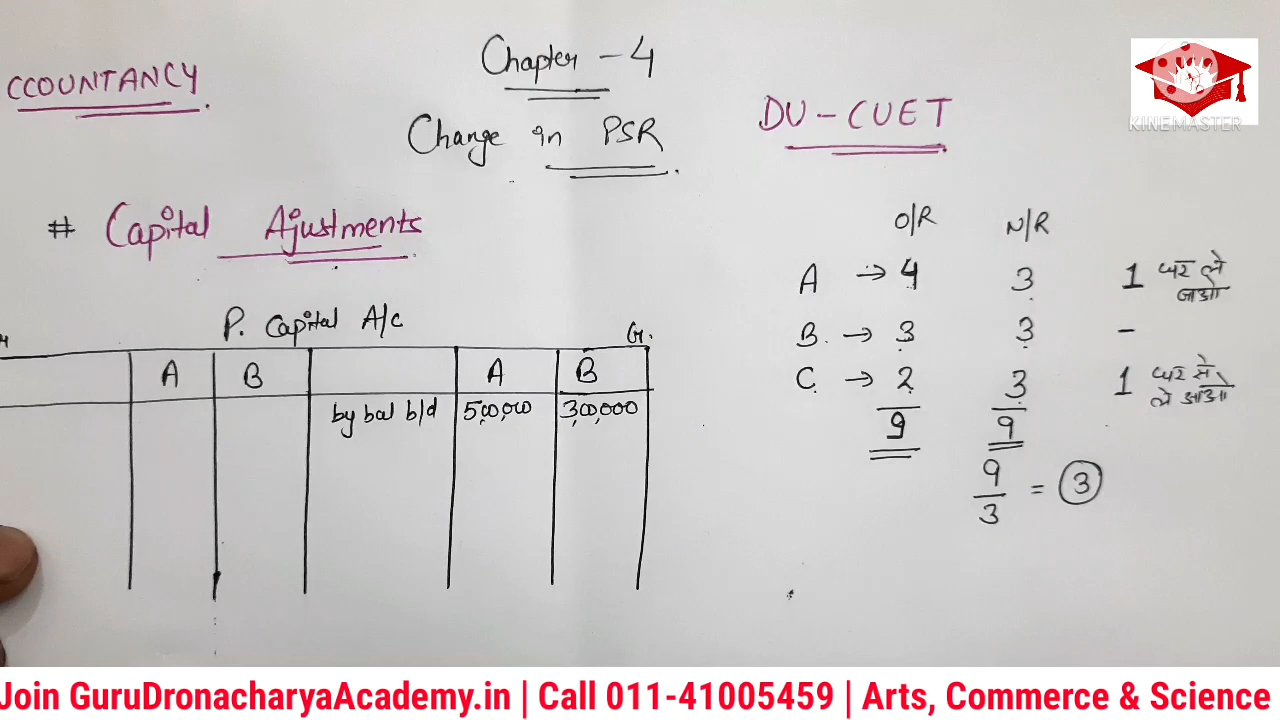 CCOUNTANCY
Chapter - 4
Change in PSR
DU - CUET
# Capital Ajustments
P. Capital A/c
Cr.
A B A B
by bal b/d 5,00,000 3,00,000
O/R N/R
A → 4 3 1 घर ले
जाओ
B. → 3 3 -
C → 2 3 1 घर से
ले आओ
9 9
9
3 = 3
KINEMASTER
Join GuruDronacharyaAcademy.in | Call 011-41005459 | Arts, Commerce & Science